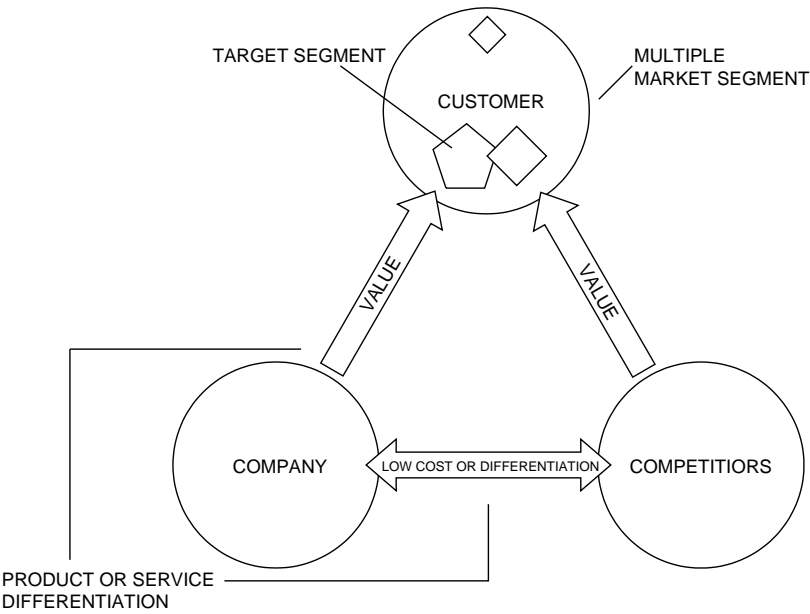 TARGET SEGMENT
MULTIPLE
MARKET SEGMENT
CUSTOMER
VALUE
VALUE
COMPANY
LOW COST OR DIFFERENTIATION
COMPETITIORS
PRODUCT OR SERVICE
DIFFERENTIATION